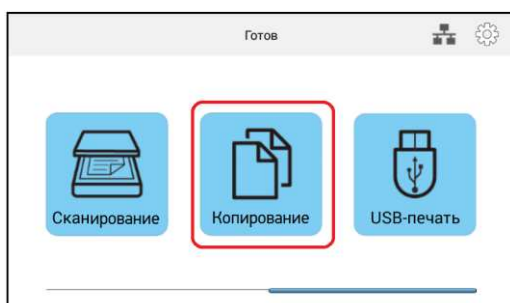 Готов
Сканирование
Копирование
USB-печать